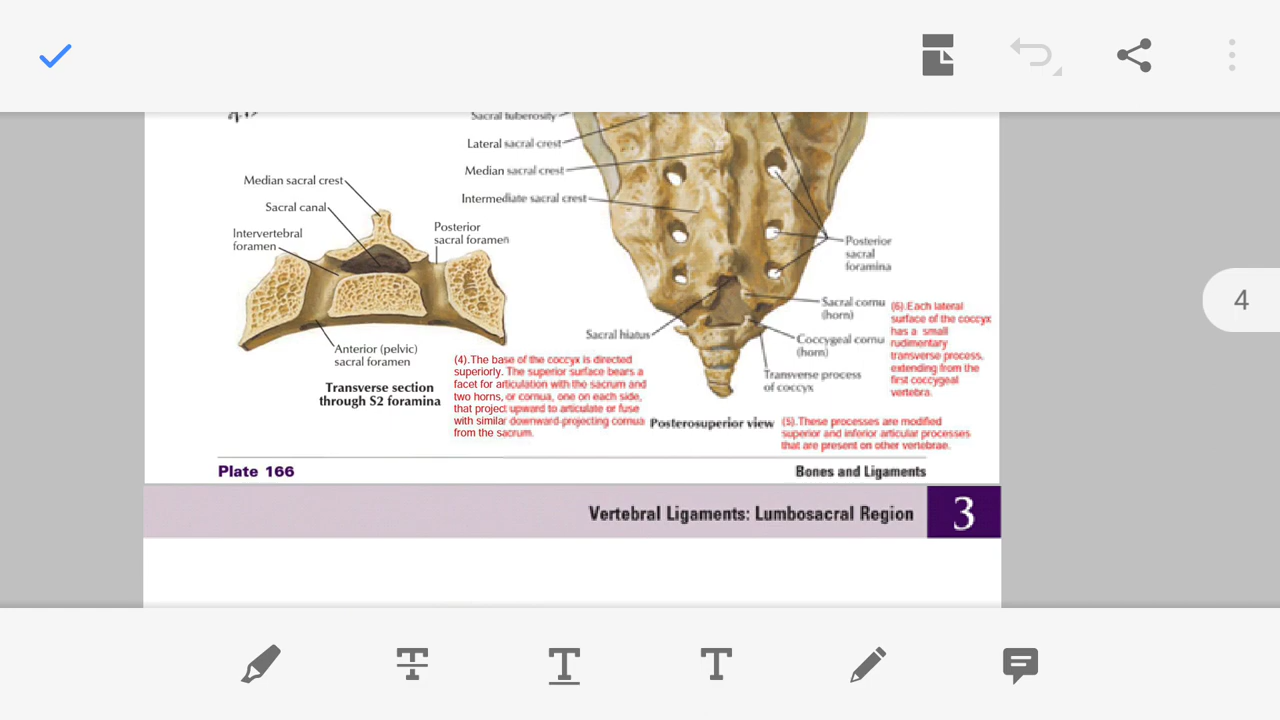 Sacral tuberosity
Lateral sacral crest
Median sacral crest
Intermediate sacral crest
Median sacral crest
Sacral canal
Intervertebral
foramen
Posterior
sacral foramen
Anterior (pelvic)
sacral foramen
Transverse section
through S2 foramina
Posterior
sacral
foramina
Sacral cornu
(horn)
Sacral hiatus
Coccygeal cornu
(horn)
Transverse process
of coccyx
(6).Each lateral
surface of the coccyx
has a small
rudimentary
transverse process,
extending from the
first coccygeal
vertebra.
(4).The base of the coccyx is directed
superiorly. The superior surface bears a
facet for articulation with the sacrum and
two horns, or cornua, one on each side,
that project upward to articulate or fuse
with similar downward-projecting cornua
from the sacrum.
Posterosuperior view
(5).These processes are modified
superior and inferior articular processes
that are present on other vertebrae.
Plate 166
Bones and Ligaments
Vertebral Ligaments: Lumbosacral Region
3
4